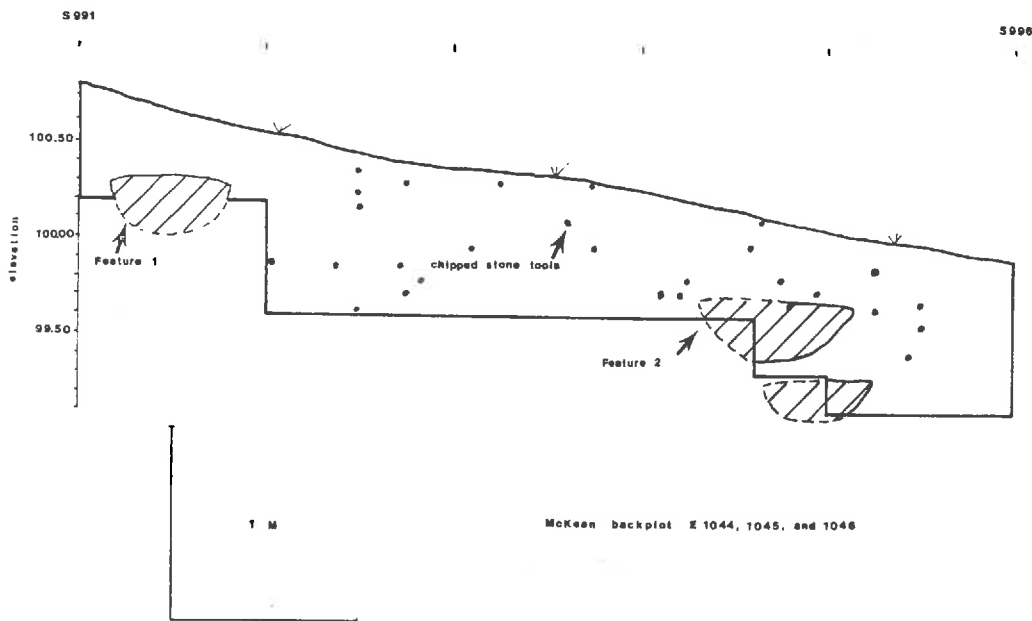 S991
S996
100.50
100.00
99.50
elevation
Feature 1
chipped stone tools
Feature 2
1 M
McKean backplot E 1044, 1045, and 1046